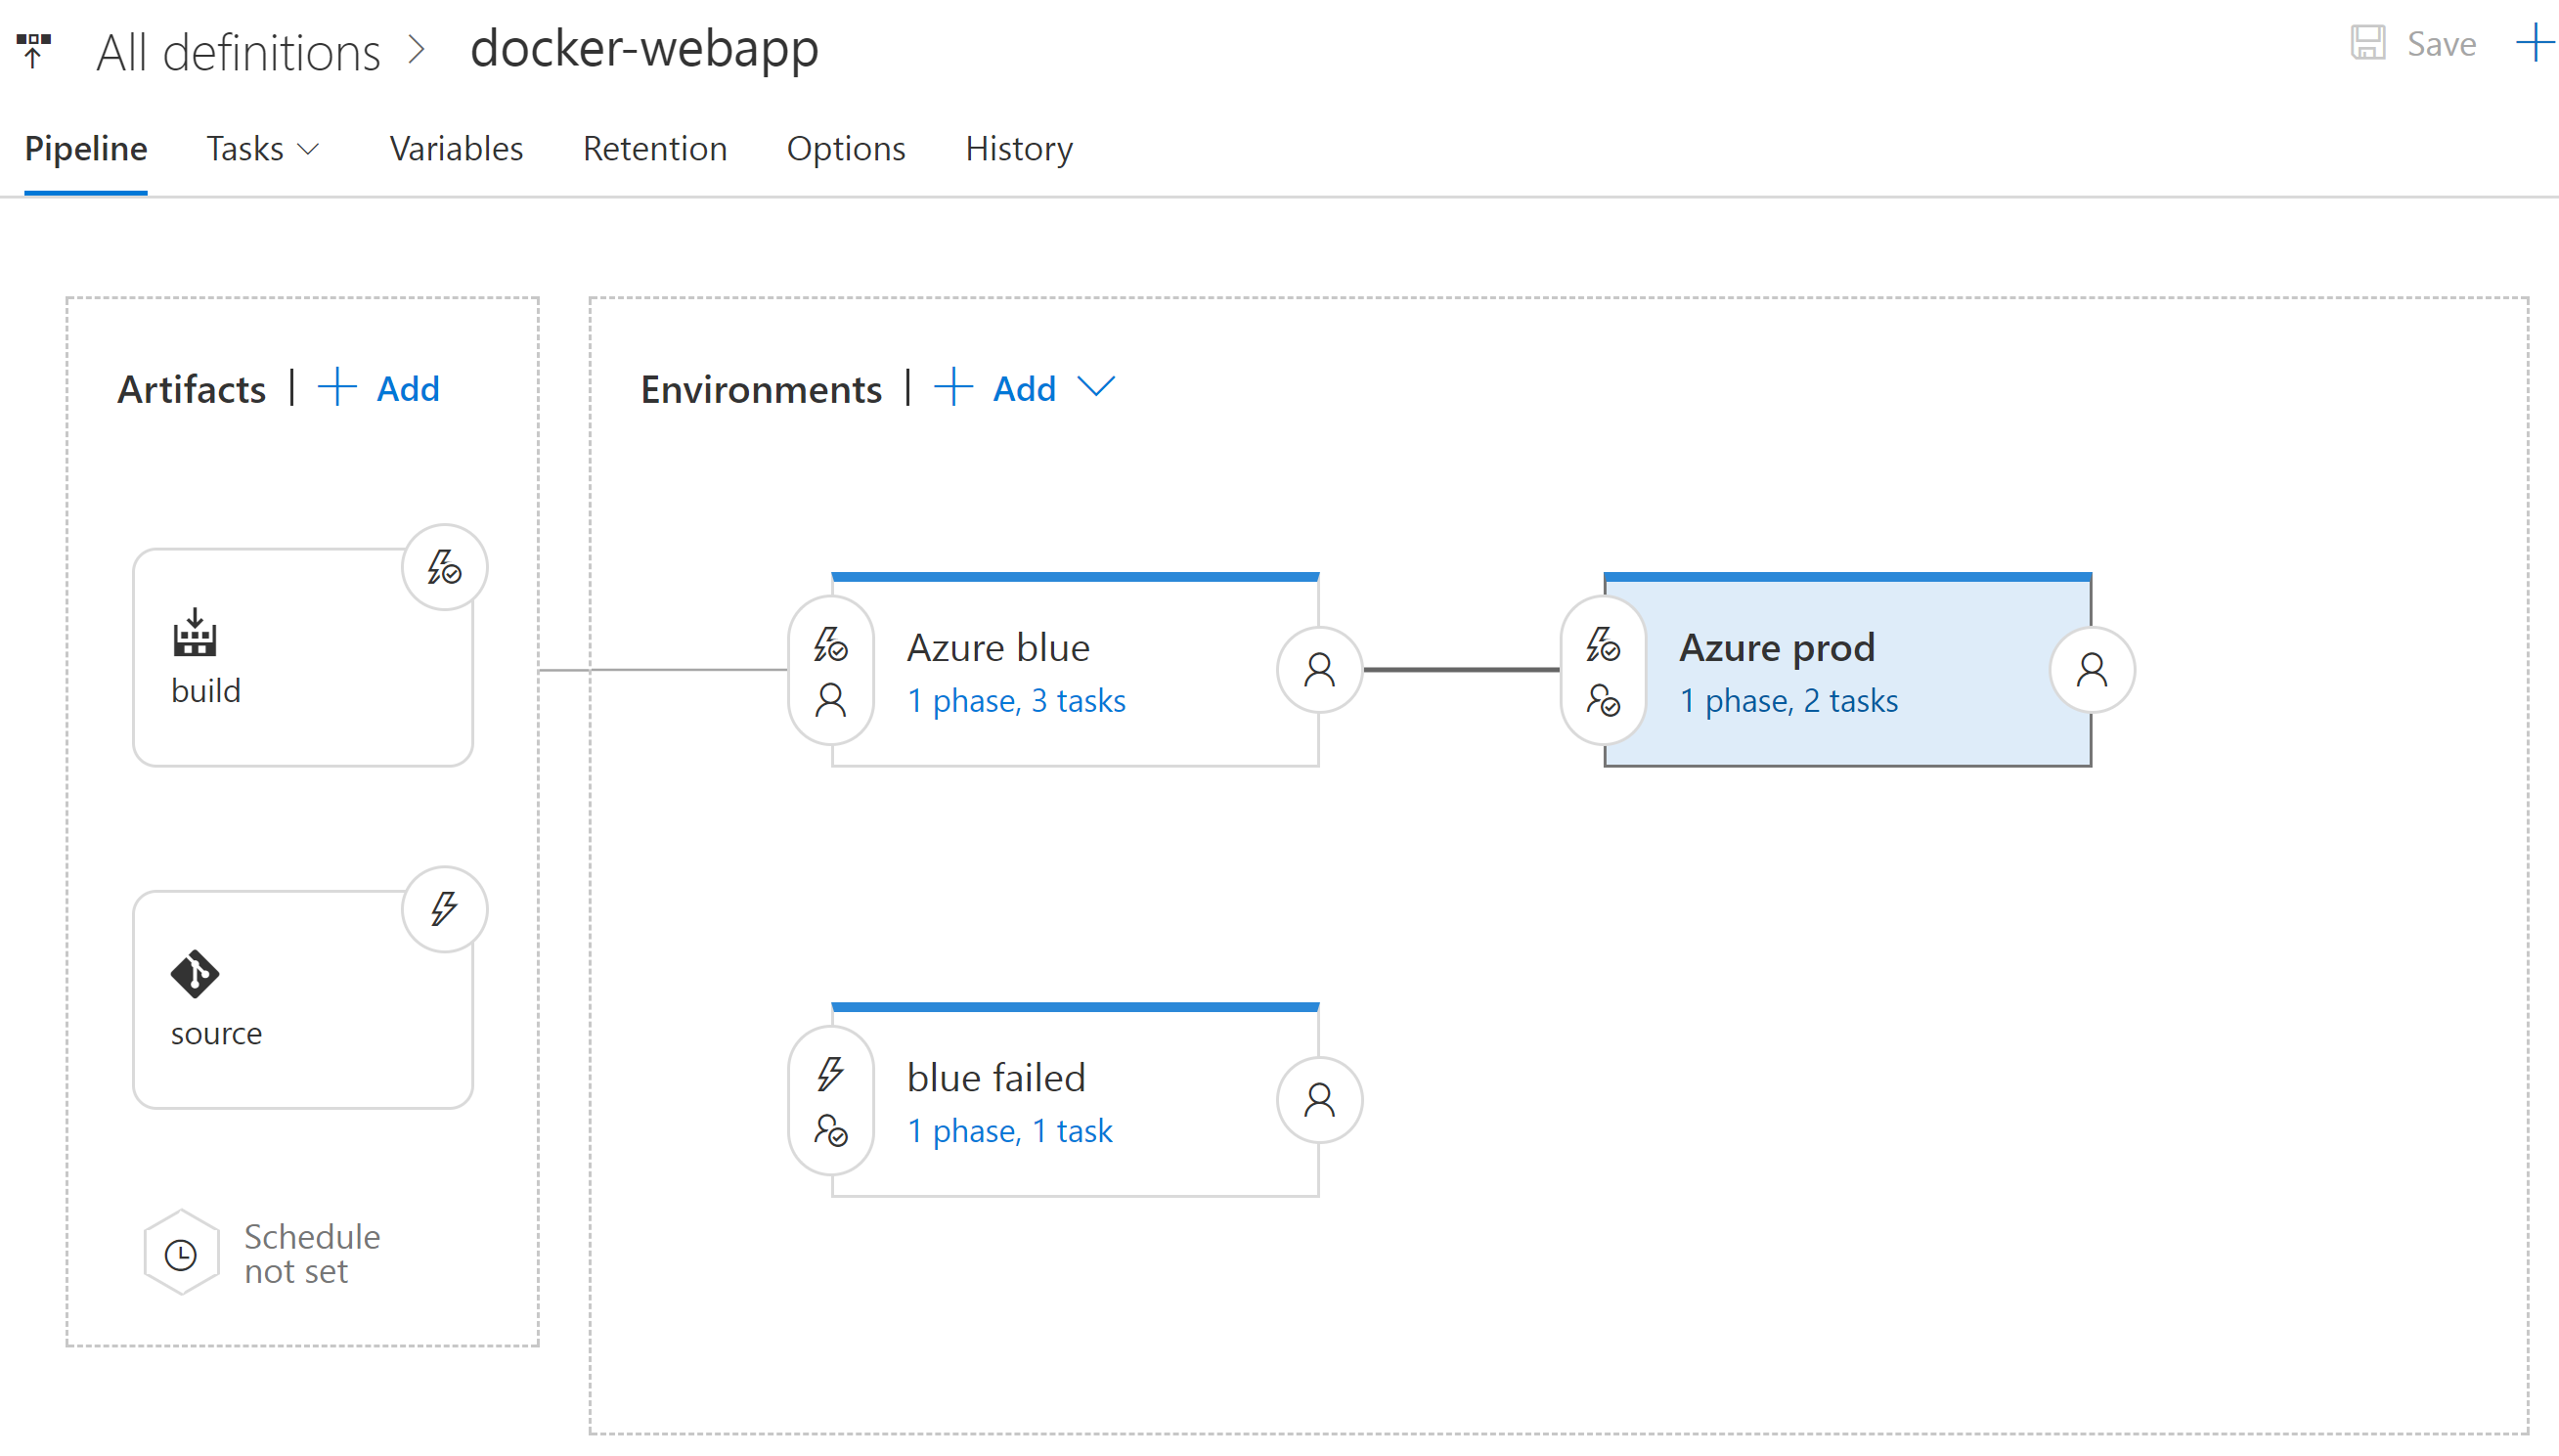 All definitions
docker-webapp
Save
Pipeline
Tasks
Variables
Retention
Options
History
Artifacts | + Add
Environments | + Add
build
Azure blue
1 phase, 3 tasks
Azure prod
1 phase, 2 tasks
source
blue failed
1 phase, 1 task
Schedule
not set